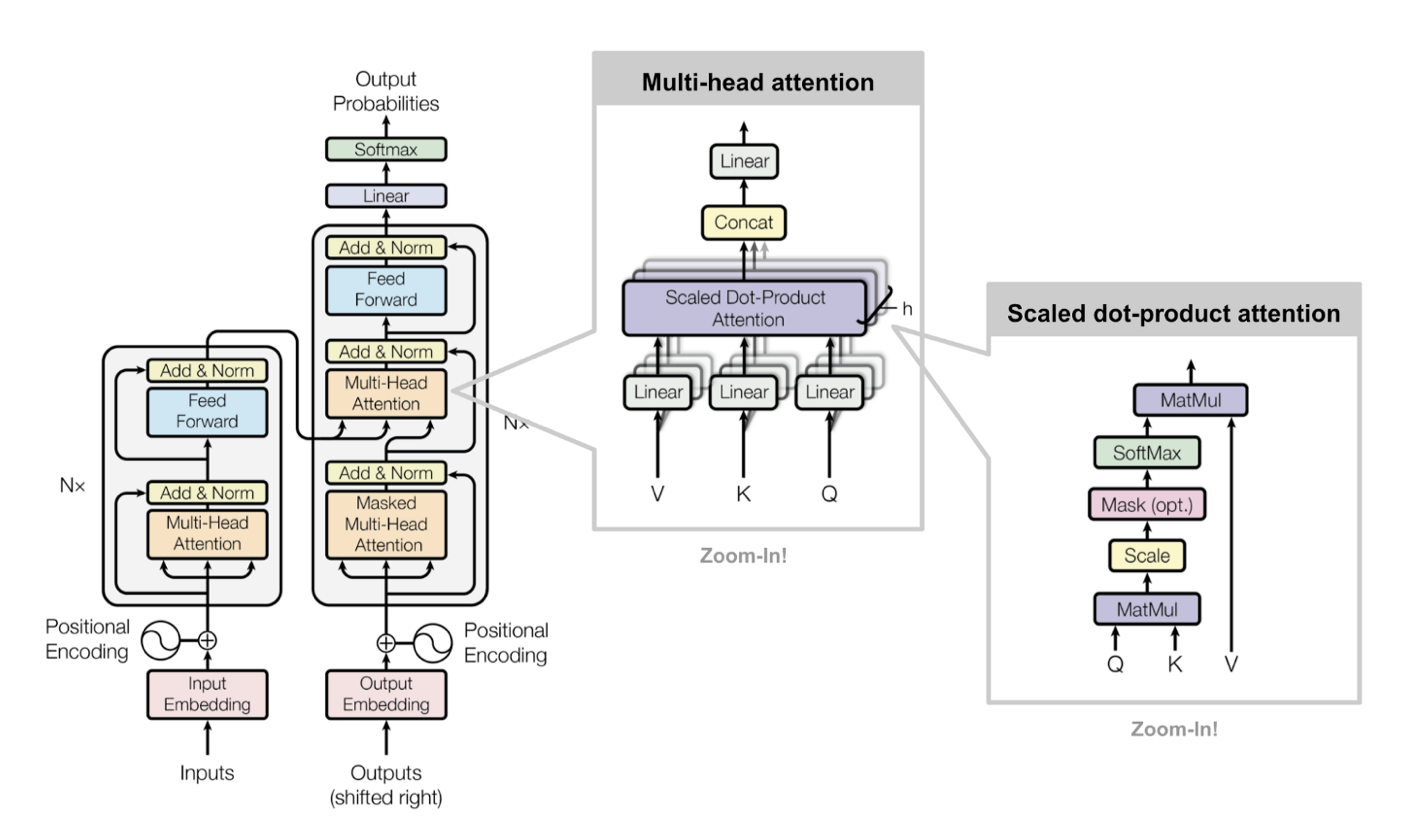 Output
Probabilities
Softmax
Linear
Add & Norm
Feed
Forward
Add & Norm
Multi-Head
Attention
Nx
Add & Norm
Masked
Multi-Head
Attention
Add & Norm
Feed
Forward
Nx
Add & Norm
Multi-Head
Attention
Positional
Encoding
Positional
Encoding
Input
Embedding
Output
Embedding
Inputs
Outputs
(shifted right)
Multi-head attention
Linear
Concat
Scaled Dot-Product
Attention
h
Linear
Linear
Linear
V
K
Q
Zoom-In!
Scaled dot-product attention
MatMul
SoftMax
Mask (opt.)
Scale
MatMul
Q
K
V
Zoom-In!